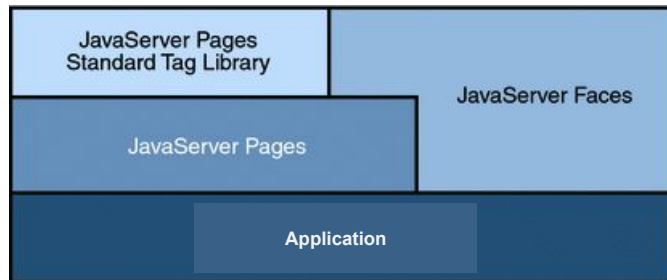 JavaServer Pages
Standard Tag Library
JavaServer Faces
JavaServer Pages
Application